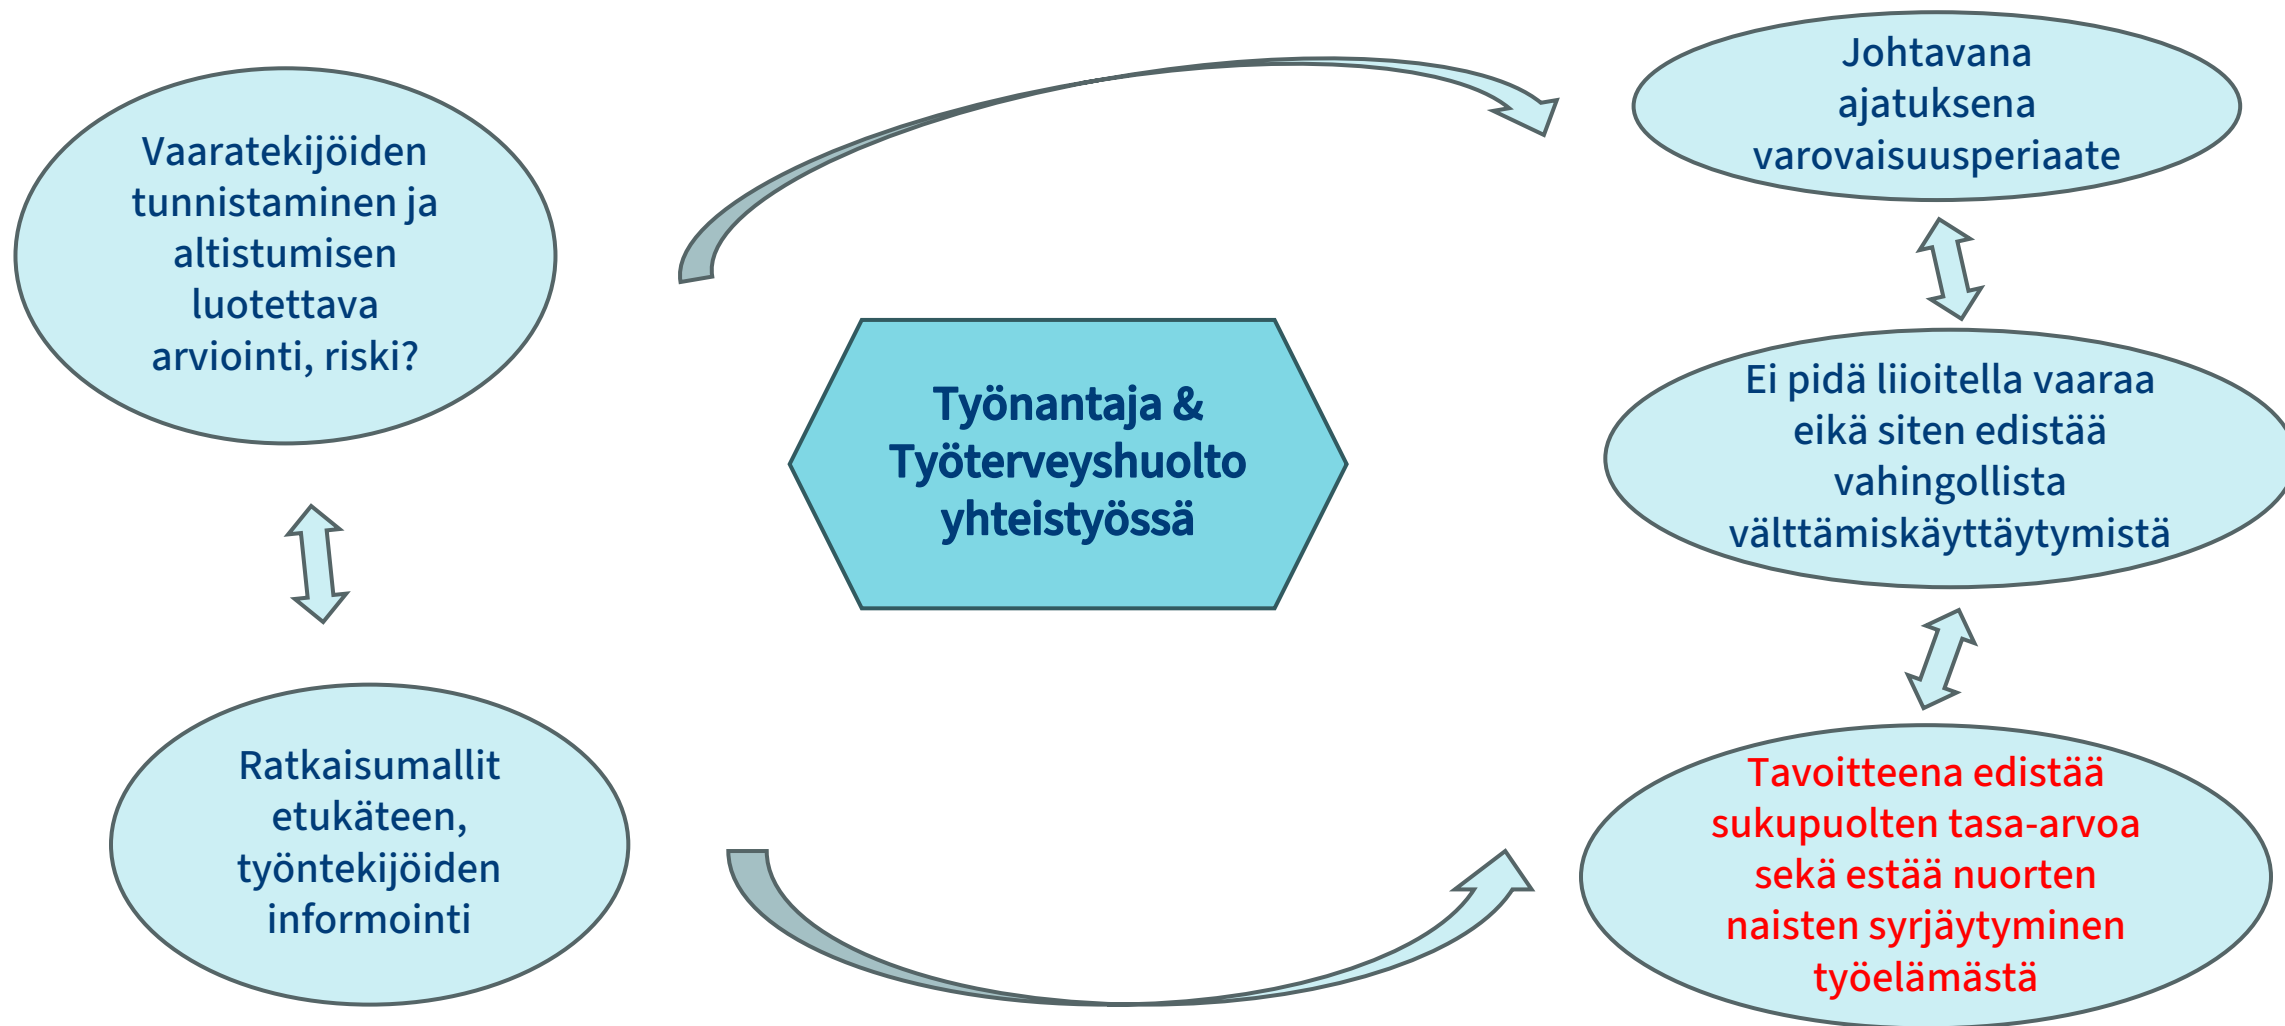 Vaaratekijöiden
tunnistaminen ja
altistumisen
luotettava
arviointi, riski?
Ratkaisumallit
etukäteen,
työntekijöiden
informointi
Työnantaja &
Työterveyshuolto
yhteistyössä
Johtavana
ajatuksena
varovaisuusperiaate
Ei pidä liioitella vaaraa
eikä siten edistää
vahingollista
välttämiskäyttäytymistä
Tavoitteena edistää
sukupuolten tasa-arvoa
sekä estää nuorten
naisten syrjäytyminen
työelämästä